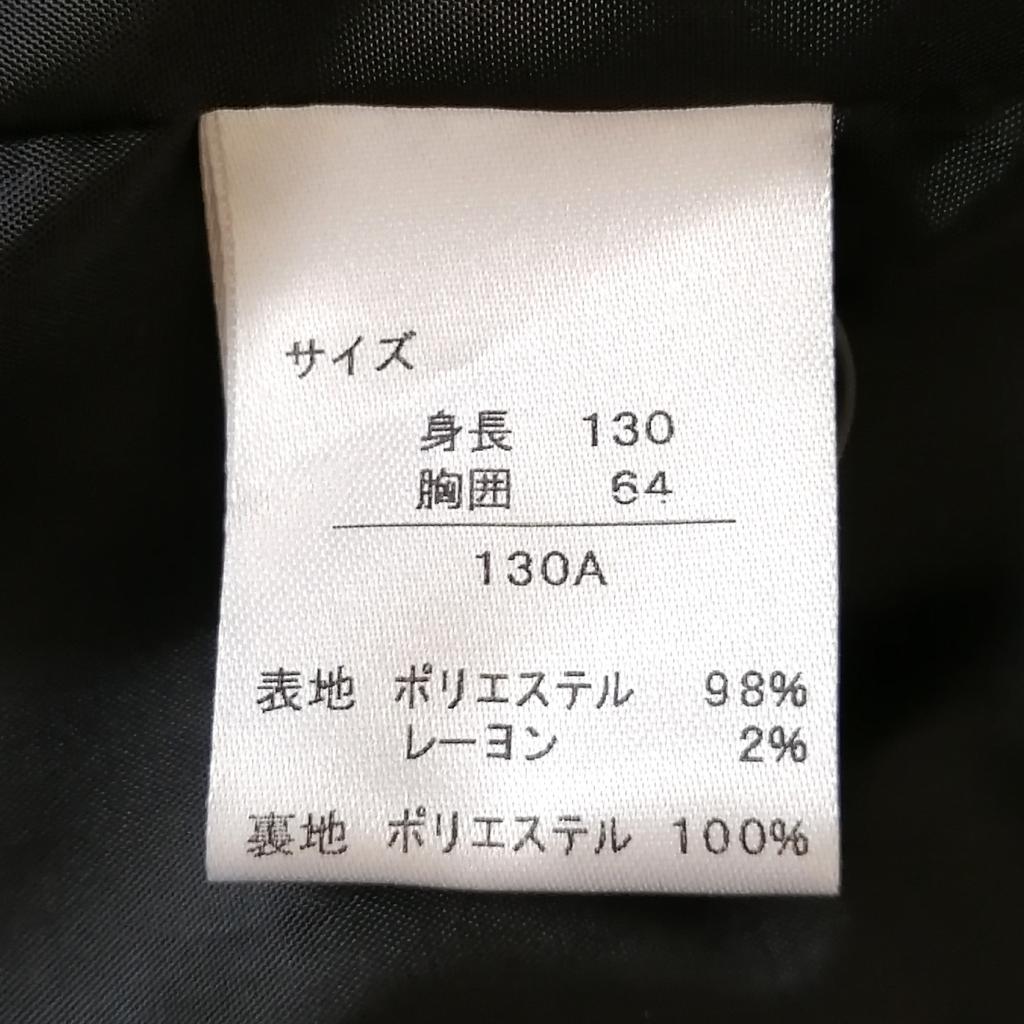 サイズ
身長 130
胸囲 64
130A
表地 ポリエステル 98%
レーヨン 2%
裏地 ポリエステル 100%